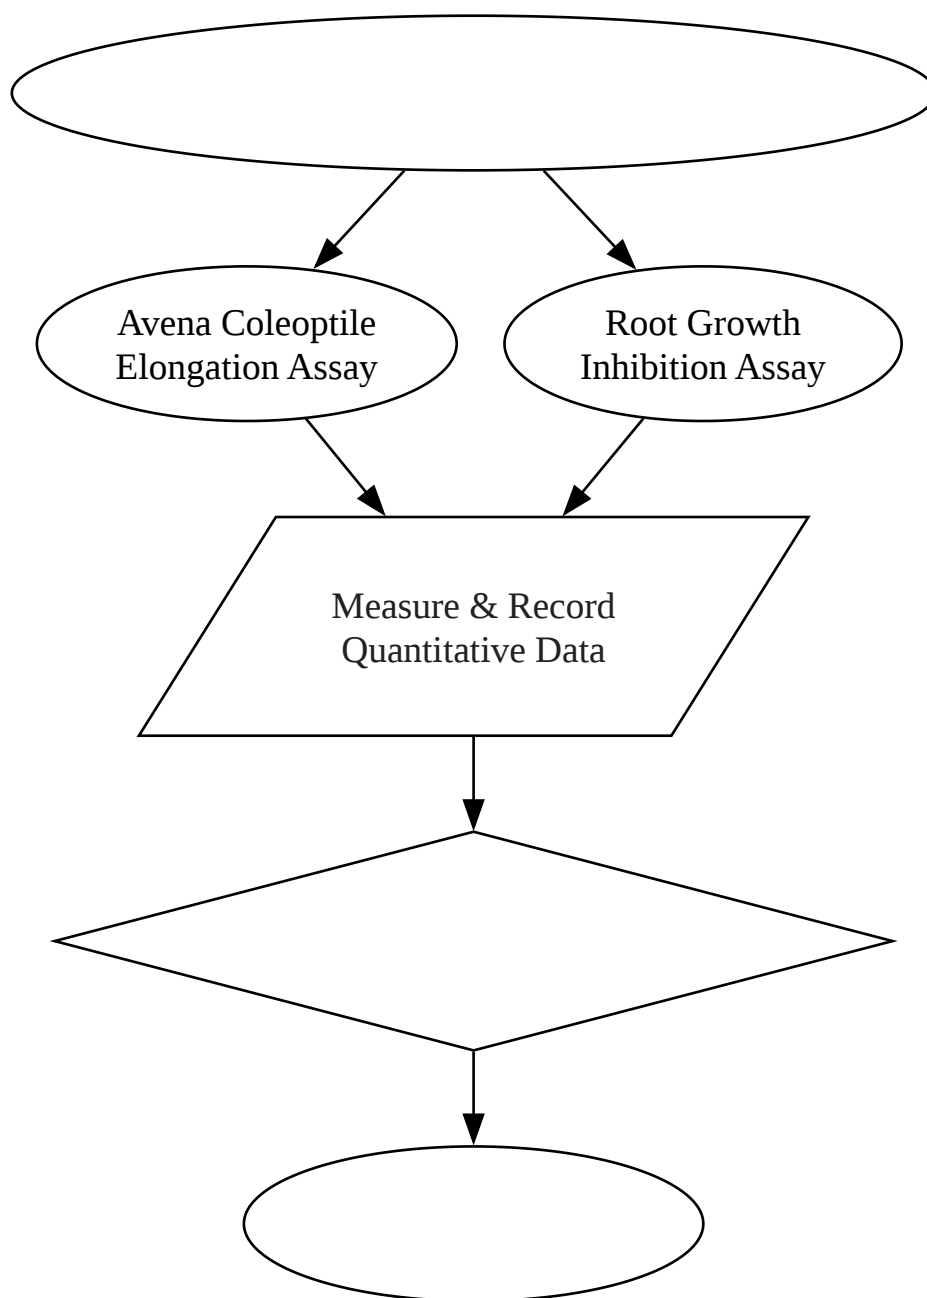 Avena Coleoptile
Elongation Assay
Root Growth
Inhibition Assay
Measure & Record
Quantitative Data